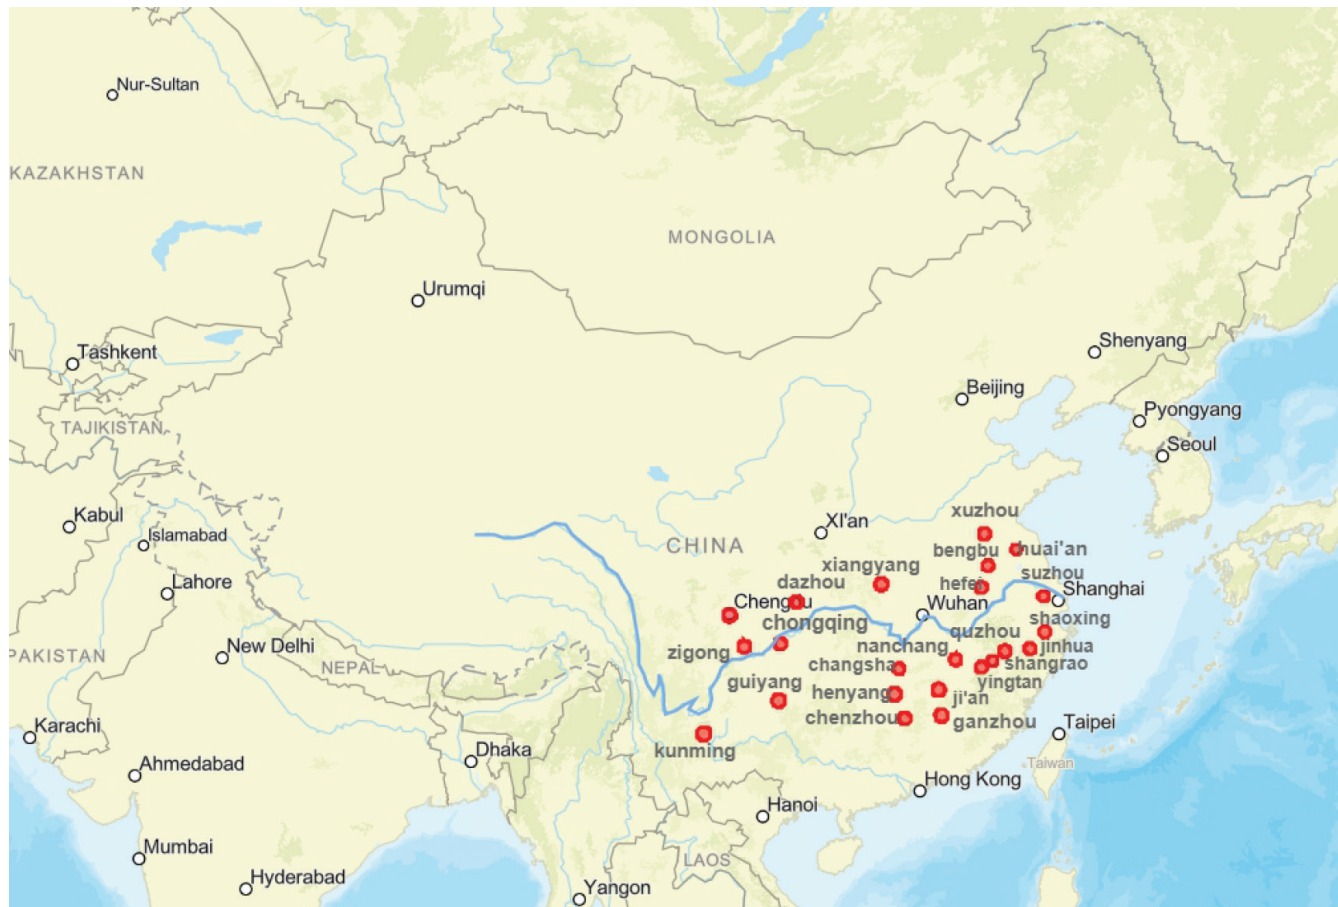 Nur-Sultan
KAZAKHSTAN
MONGOLIA
Urumqi
Shenyang
Tashkent
Beijing
Pyongyang
TAJIKISTAN
Seoul
Kabul
Islamabad
XI'an
xuzhou
CHINA
bengbu
huai'an
xiangyang
suzhou
Lahore
dazhou
hefei
Shanghai
Chengdu
Wuhan
chongqing
shaoxing
quzhou
New Delhi
nanchang
jinhua
PAKISTAN
NEPAL
zigong
changsha
shangrao
yingtan
guiyang
henyang
ji'an
Karachi
chenzhou
ganzhou
Taipei
kunming
Dhaka
Ahmedabad
Taiwan
Hong Kong
Hanoi
Mumbai
LAOS
Hyderabad
Yangon